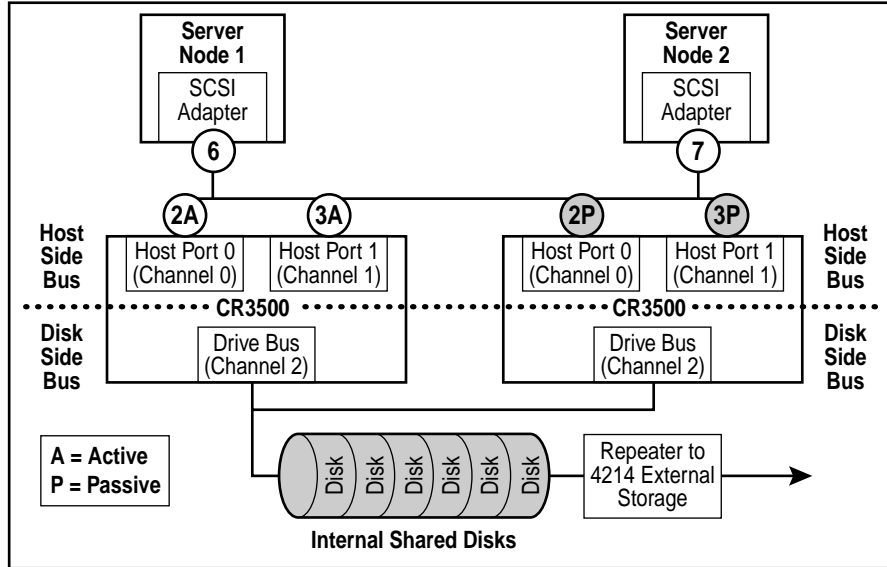 Server
Node 1
SCSI
Adapter
6
Server
Node 2
SCSI
Adapter
7
2A
3A
2P
3P
Host
Side
Bus
Host Port 0
(Channel 0)
Host Port 1
(Channel 1)
Host Port 0
(Channel 0)
Host Port 1
(Channel 1)
Host
Side
Bus
CR3500
CR3500
Disk
Side
Bus
Drive Bus
(Channel 2)
Drive Bus
(Channel 2)
Disk
Side
Bus
A = Active
P = Passive
Disk
Disk
Disk
Disk
Disk
Disk
Repeater to
4214 External
Storage
Internal Shared Disks